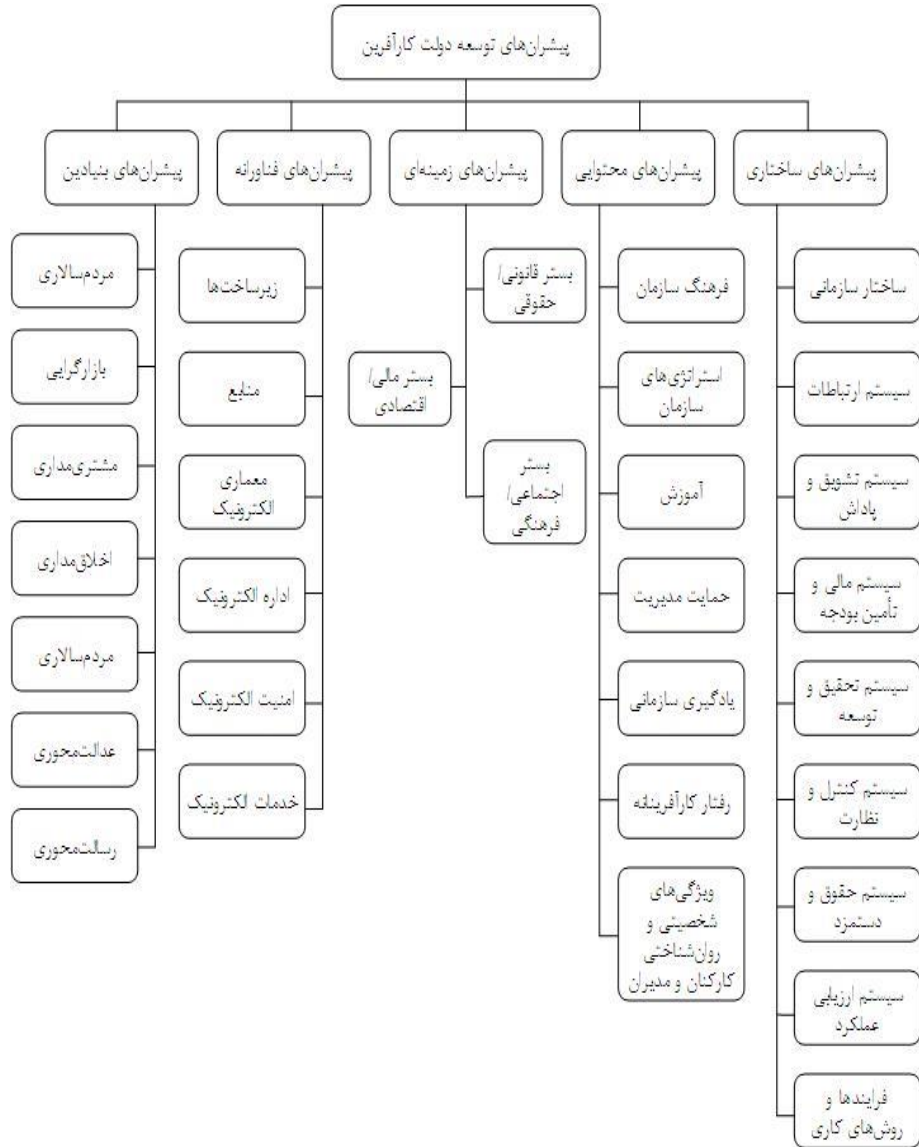 پیشران‌های توسعه دولت کارآفرین
پیشران‌های ساختاری
پیشران‌های محتوایی
پیشران‌های زمینه‌ای
پیشران‌های فناورانه
پیشران‌های بنیادین
ساختار سازمانی
سیستم ارتباطات
سیستم تشویق و
پاداش
سیستم مالی و
تأمین بودجه
سیستم تحقیق و
توسعه
سیستم کنترل و
نظارت
سیستم حقوق و
دستمزد
سیستم ارزیابی
عملکرد
فرایندها و
روش‌های کاری
فرهنگ سازمان
استراتژی‌های
سازمان
آموزش
حمایت مدیریت
یادگیری سازمانی
رفتار کارآفرینانه
ویژگی‌های
شخصیتی و
روان‌شناختی
کارکنان و مدیران
بستر قانونی/
حقوقی
بستر مالی/
اقتصادی
بستر
اجتماعی/
فرهنگی
زیرساخت‌ها
منابع
معماری
الکترونیک
اداره الکترونیک
امنیت الکترونیک
خدمات الکترونیک
مردم‌سالاری
بازارگرایی
مشتری‌مداری
اخلاق‌مداری
مردم‌سالاری
عدالت‌محوری
رسالت‌محوری